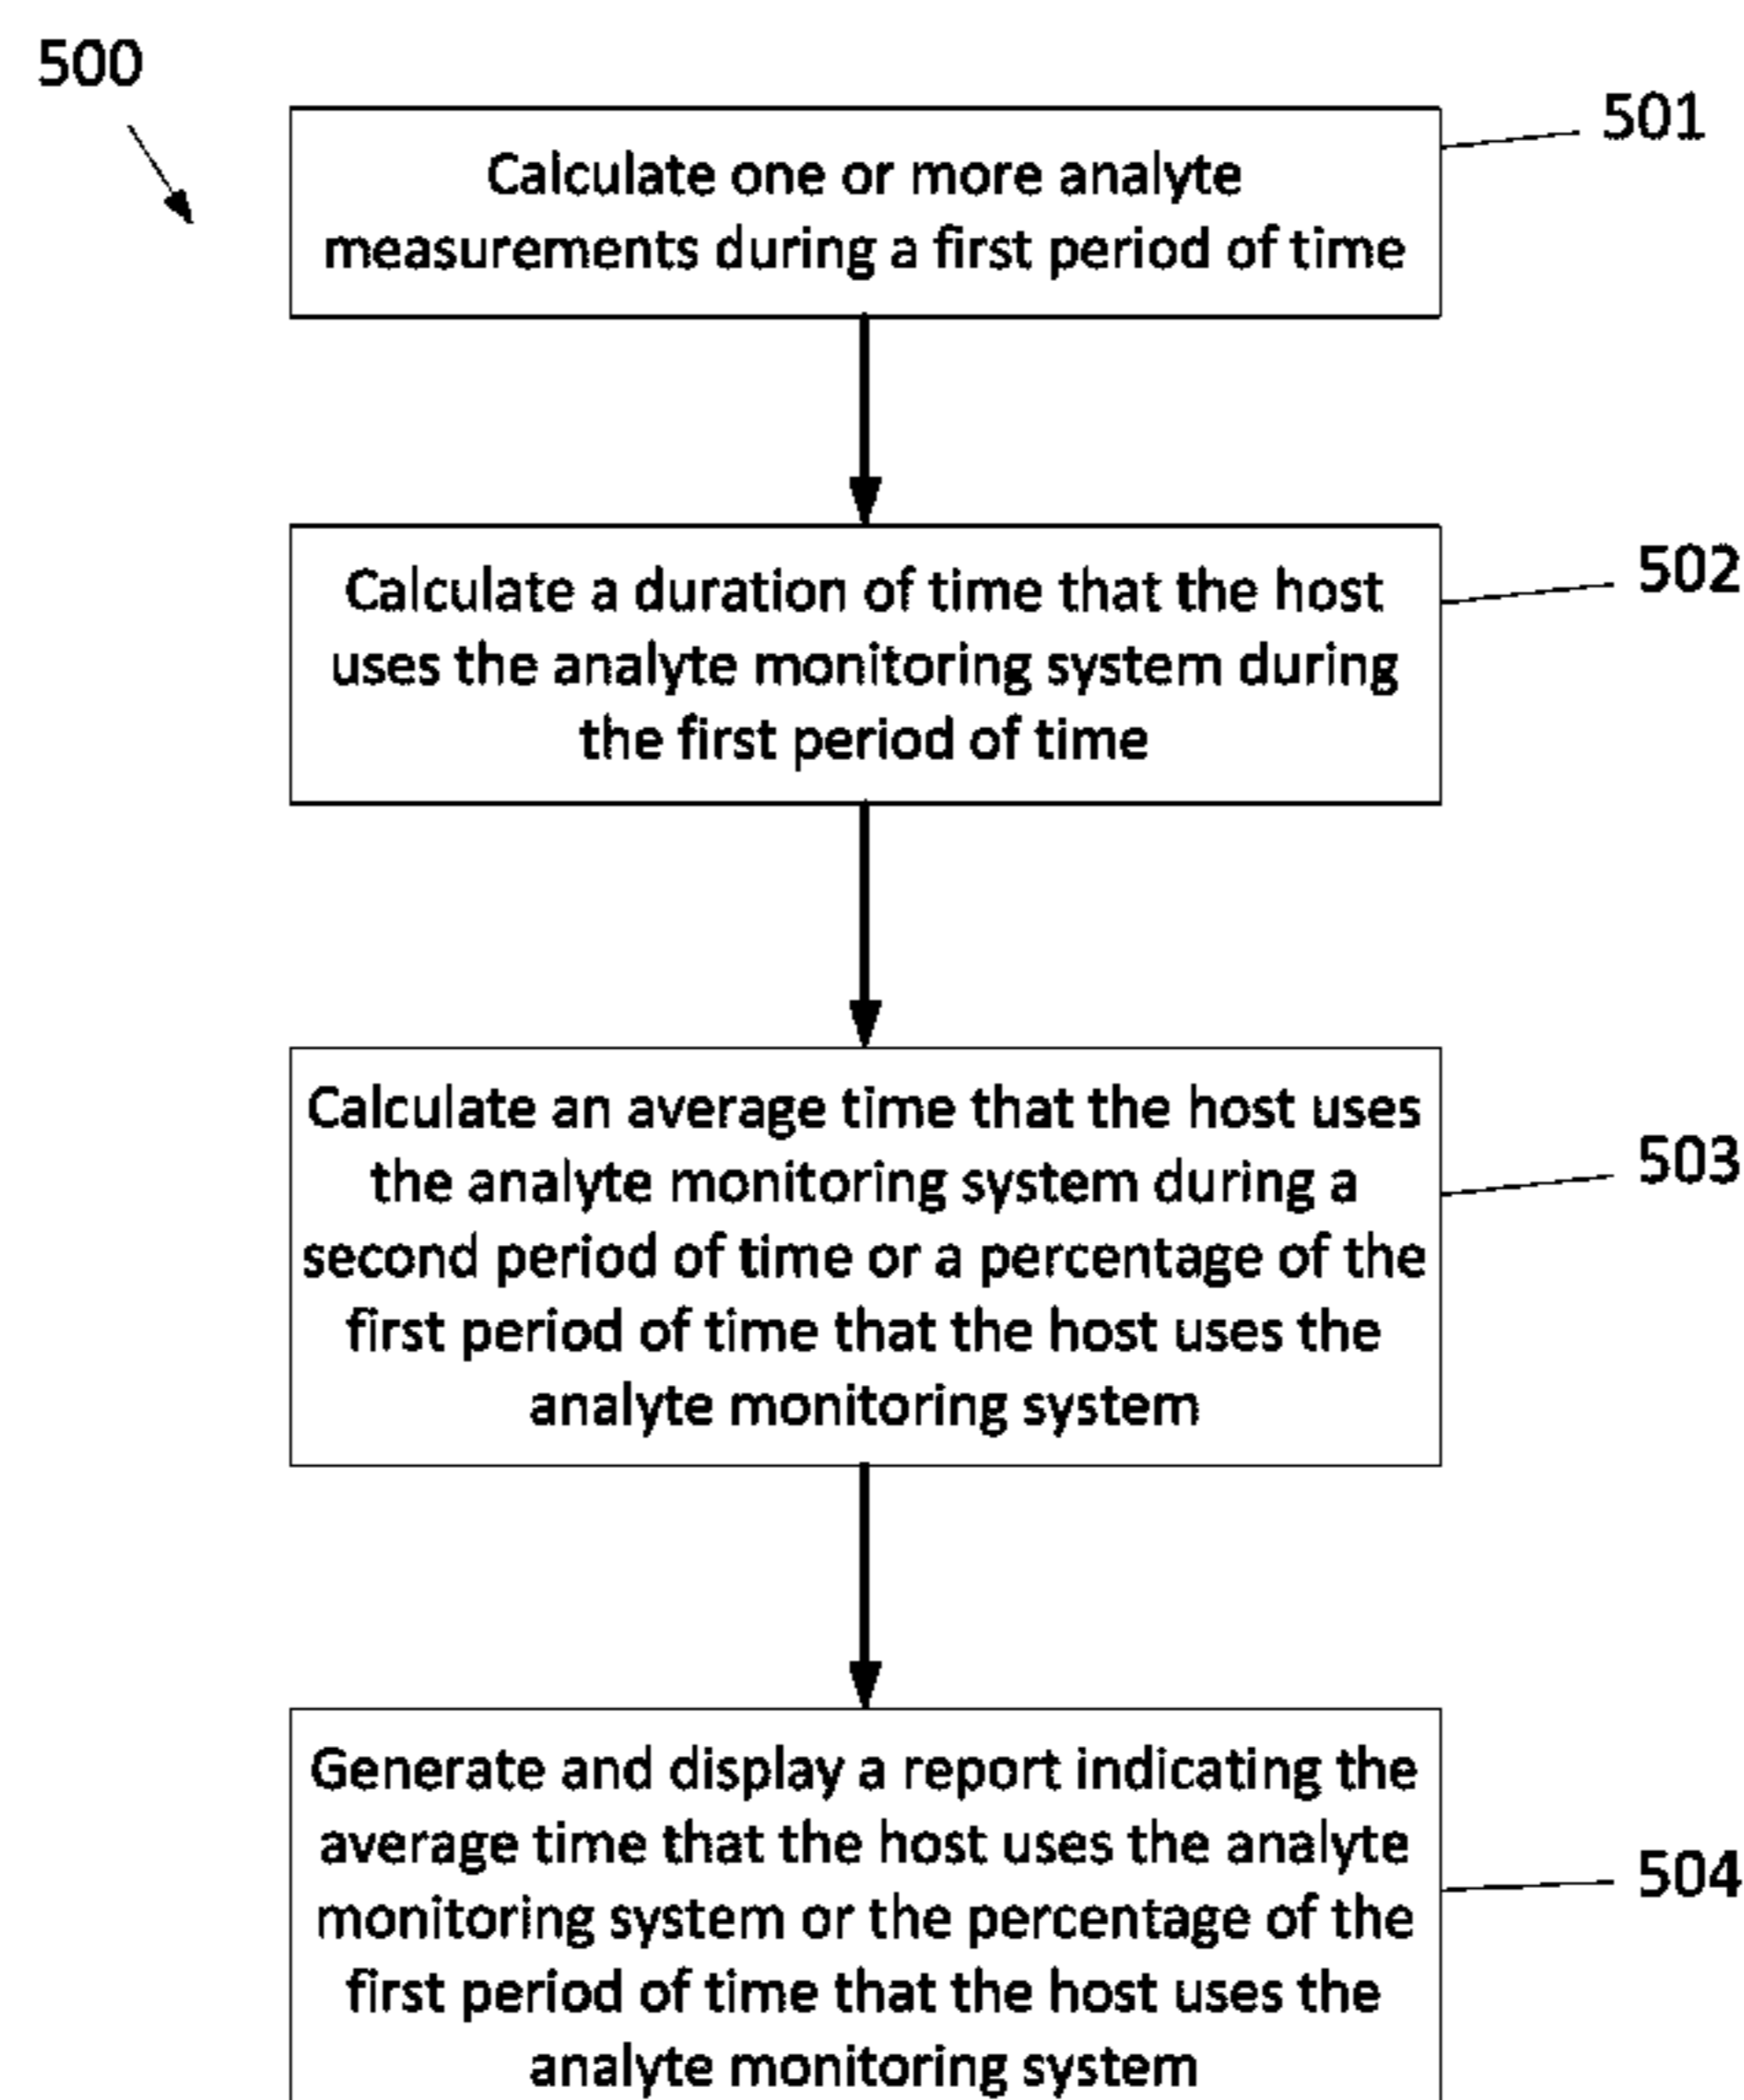 500
501
Calculate one or more analyte
measurements during a first period of time
502
Calculate a duration of time that the host
uses the analyte monitoring system during
the first period of time
503
Calculate an average time that the host uses
the analyte monitoring system during a
second period of time or a percentage of the
first period of time that the host uses the
analyte monitoring system
504
Generate and display a report indicating the
average time that the host uses the analyte
monitoring system or the percentage of the
first period of time that the host uses the
analyte monitoring system